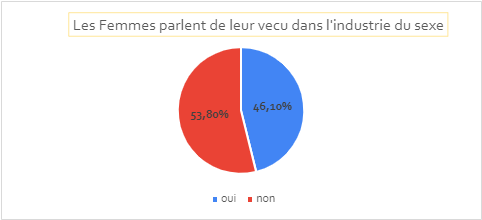 Les Femmes parlent de leur vecu dans l'industrie du sexe
53,80%
46,10%
oui
non